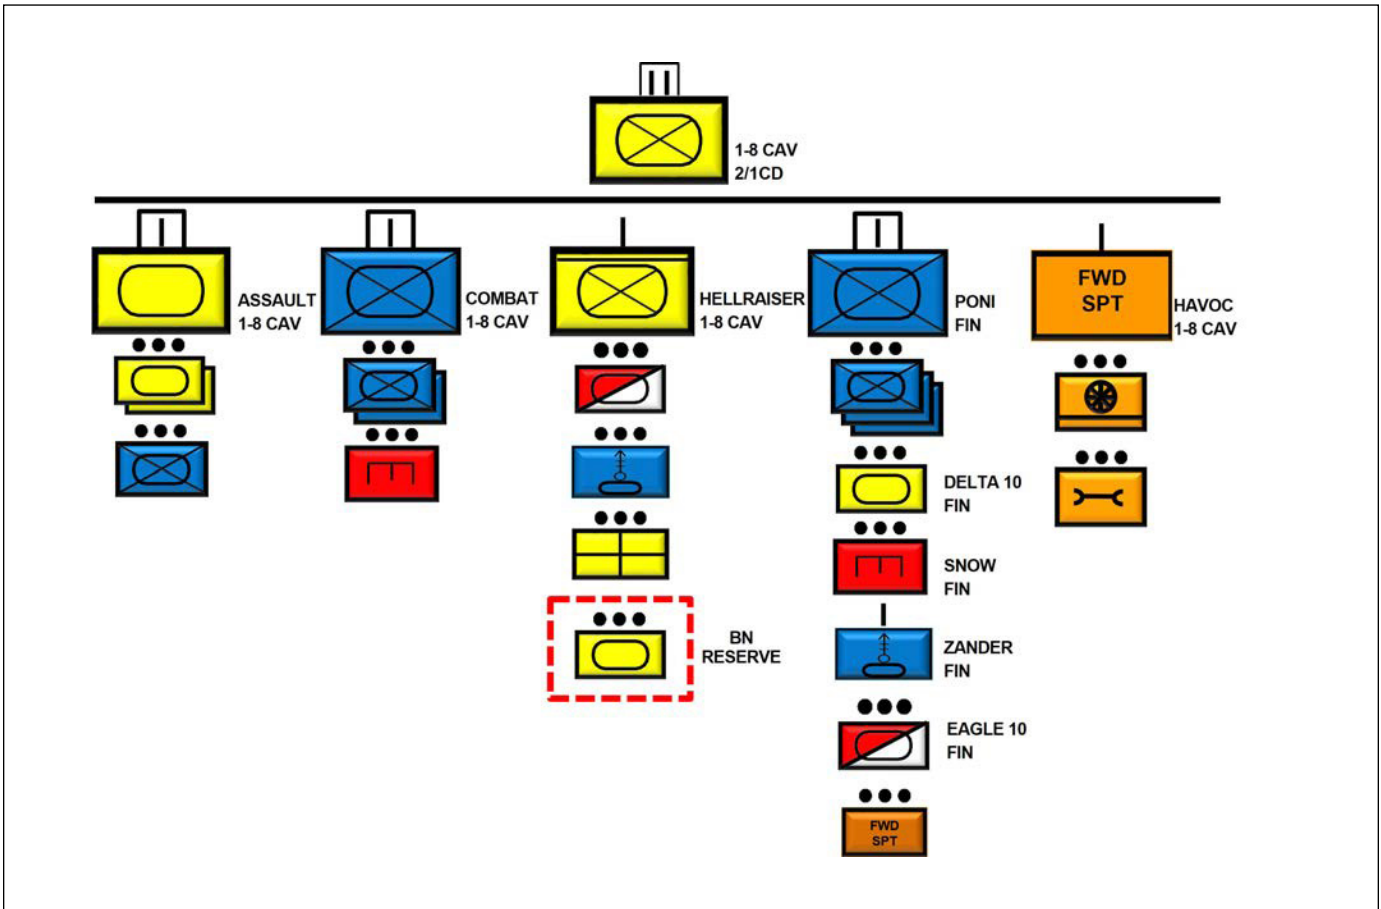 1-8 CAV
2/1CD
ASSAULT
1-8 CAV
COMBAT
1-8 CAV
HELLRAISER
1-8 CAV
PONI
FIN
FWD
SPT
HAVOC
1-8 CAV
DELTA 10
FIN
SNOW
FIN
BN
RESERVE
ZANDER
FIN
EAGLE 10
FIN
FWD
SPT